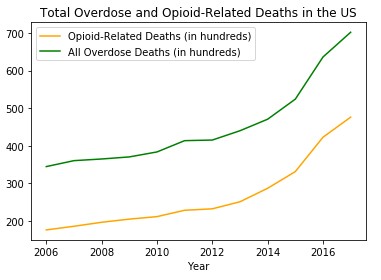 Total Overdose and Opioid-Related Deaths in the US
Opioid-Related Deaths (in hundreds)
All Overdose Deaths (in hundreds)
700
600
500
400
300
200
2006 2008 2010 2012 2014 2016
Year